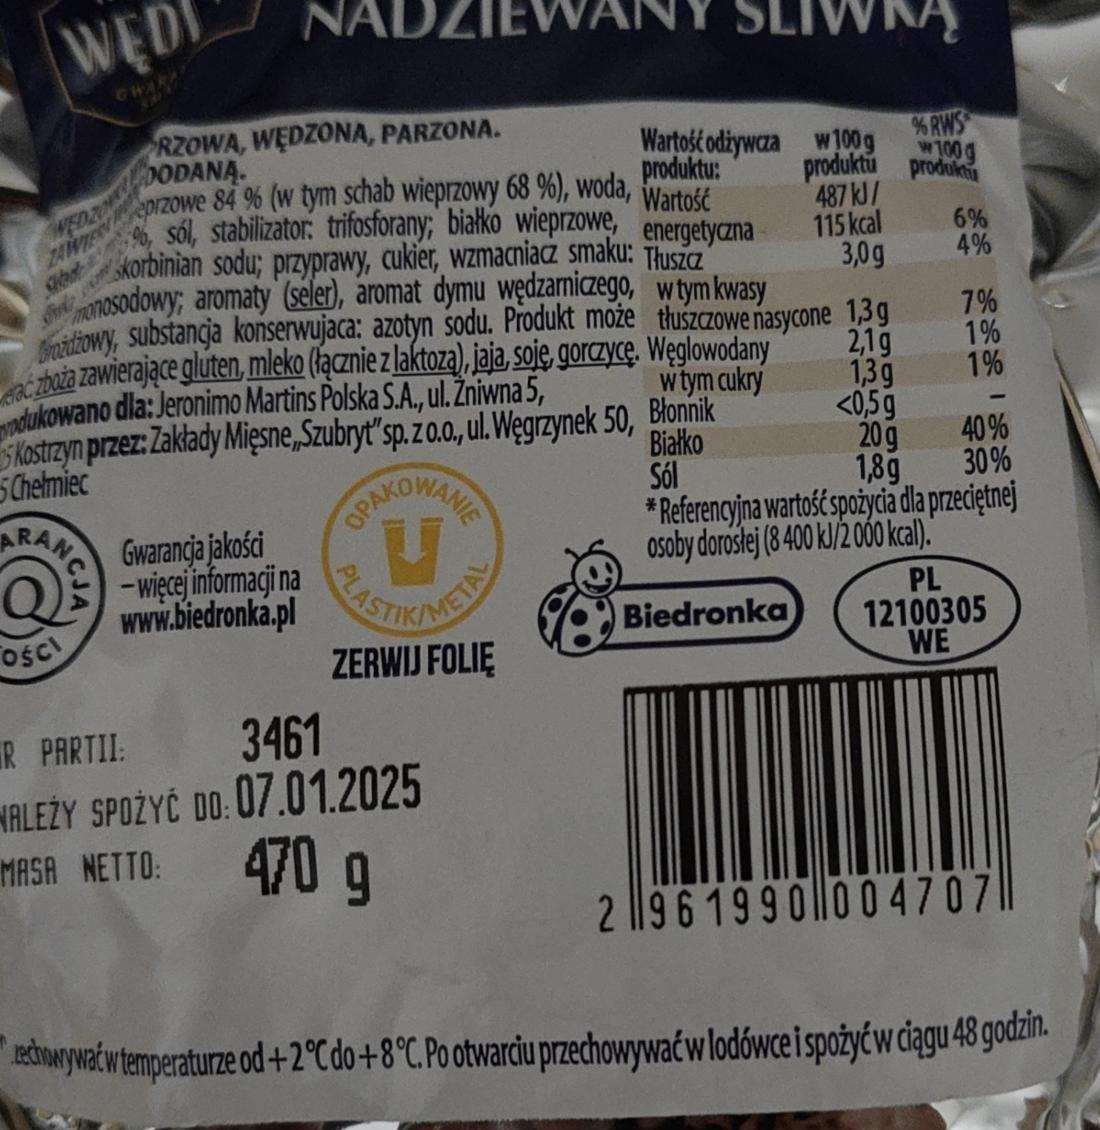 WĘDI
NADZIEWANY ŚLIWKĄ
RZOWA, WĘDZONA, PARZONA.
DODANĄ.
eprzowe 84 % (w tym schab wieprzowy 68 %), woda,
%, sól, stabilizator: trifosforany; białko wieprzowe,
skorbinian sodu; przyprawy, cukier, wzmacniacz smaku:
monosodowy; aromaty (seler), aromat dymu wędzarniczego,
drożdżowy, substancja konserwujaca: azotyn sodu. Produkt może
zboża zawierające gluten, mleko (łącznie z laktozą), jaja, soję, gorczycę.
rodukowano dla: Jeronimo Martins Polska S.A., ul. Żniwna 5,
5 Kostrzyn przez: Zakłady Mięsne „Szubryt" sp. z o.o., ul. Węgrzynek 50,
5 Chełmiec
Wartość odżywcza w 100 g % RWS*
produktu: produktu w 100 g
produktu
Wartość 487 kJ /
energetyczna 115 kcal 6%
Tłuszcz 3,0 g 4%
w tym kwasy
tłuszczowe nasycone 1,3 g 7%
Węglowodany 2,1 g 1%
w tym cukry 1,3 g 1%
Błonnik <0,5 g –
Białko 20 g 40%
Sól 1,8 g 30%
* Referencyjna wartość spożycia dla przeciętnej
osoby dorosłej (8 400 kJ/2 000 kcal).
ARANCJA
Q
OŚCI
Gwarancja jakości
– więcej informacji na
www.biedronka.pl
OPAKOWANIE
PLASTIK/METAL
ZERWIJ FOLIĘ
Biedronka
PL
12100305
WE
R PARTII: 3461
NALEŻY SPOŻYĆ DO: 07.01.2025
MASA NETTO: 470 g
2 961990 004707
zechowywać w temperaturze od +2°C do +8°C. Po otwarciu przechowywać w lodówce i spożyć w ciągu 48 godzin.